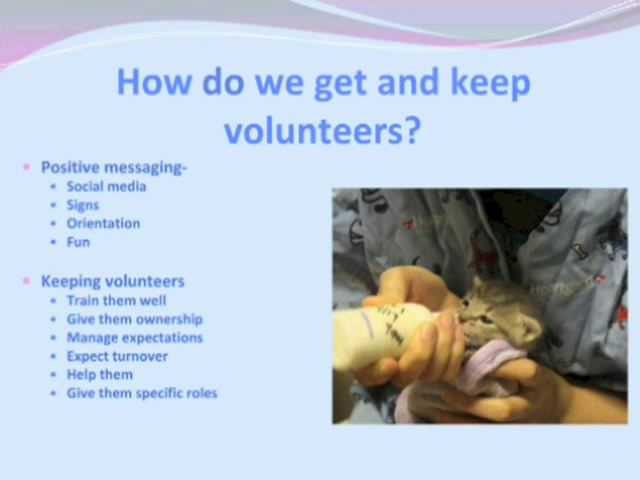 How do we get and keep
volunteers?
• Positive messaging-
• Social media
• Signs
• Orientation
• Fun
• Keeping volunteers
• Train them well
• Give them ownership
• Manage expectations
• Expect turnover
• Help them
• Give them specific roles